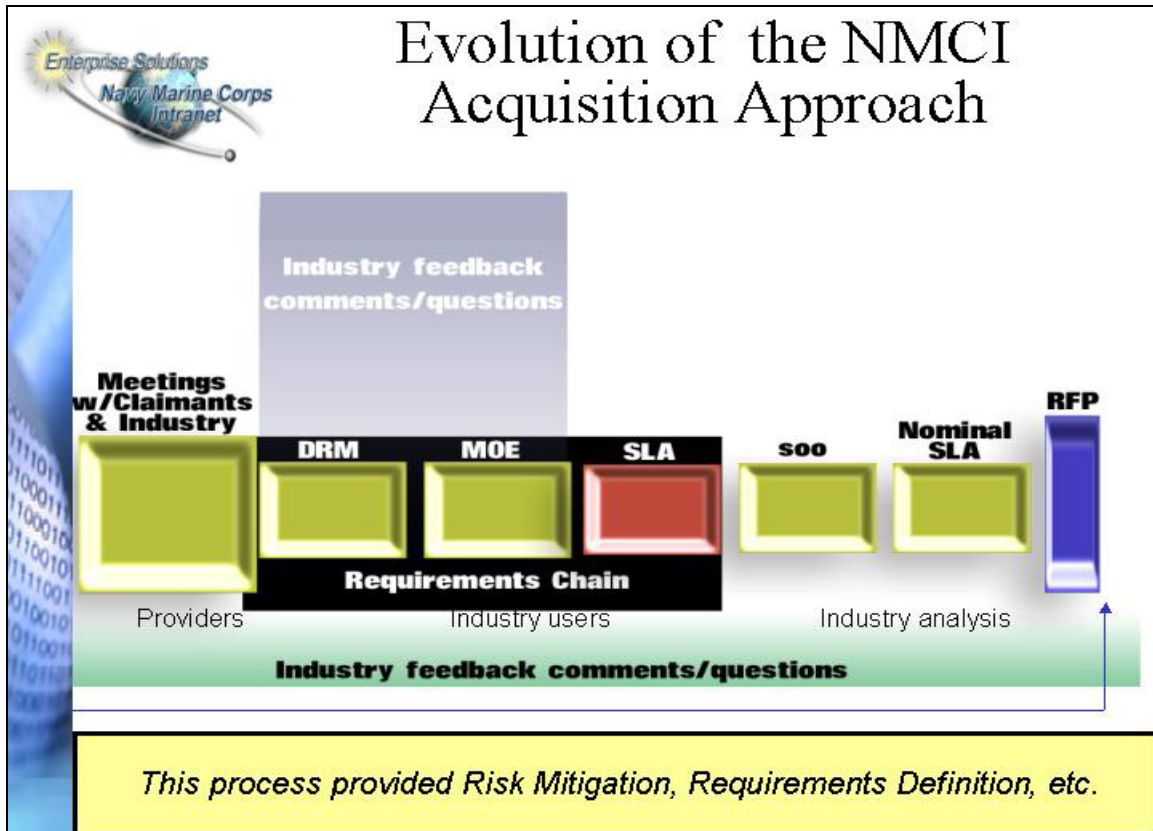 Enterprise Solutions
Navy Marine Corps
Intranet
Evolution of the NMCI
Acquisition Approach
Industry feedback
comments/questions
Meetings
w/Claimants
& Industry
DRM
MOE
SLA
SOO
Nominal
SLA
RFP
Requirements Chain
Providers
Industry users
Industry analysis
Industry feedback comments/questions
This process provided Risk Mitigation, Requirements Definition, etc.